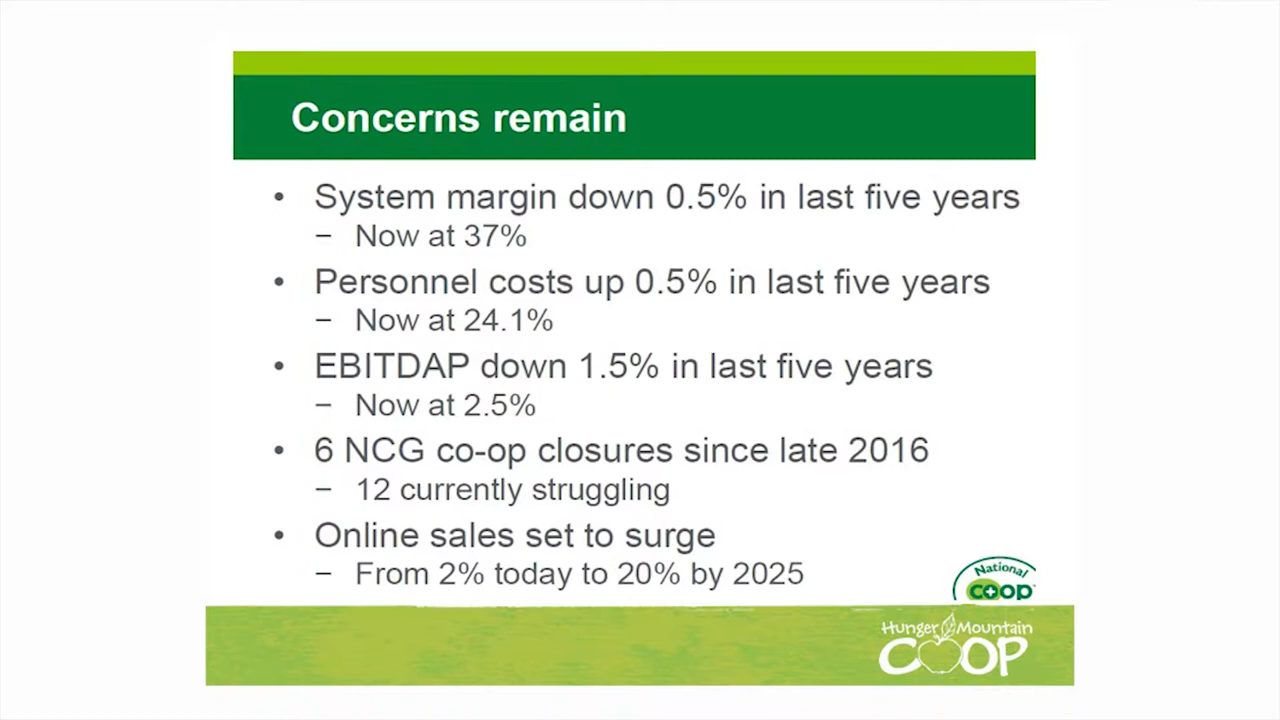 Concerns remain
• System margin down 0.5% in last five years
– Now at 37%
• Personnel costs up 0.5% in last five years
– Now at 24.1%
• EBITDAP down 1.5% in last five years
– Now at 2.5%
• 6 NCG co-op closures since late 2016
– 12 currently struggling
• Online sales set to surge
– From 2% today to 20% by 2025
National
co+op
Hunger Mountain
COOP